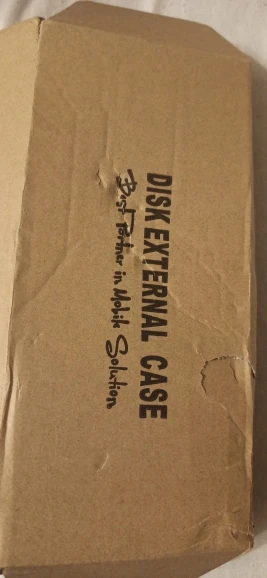 DISK EXTERNAL CASE
Best Partner in Mobile Solution